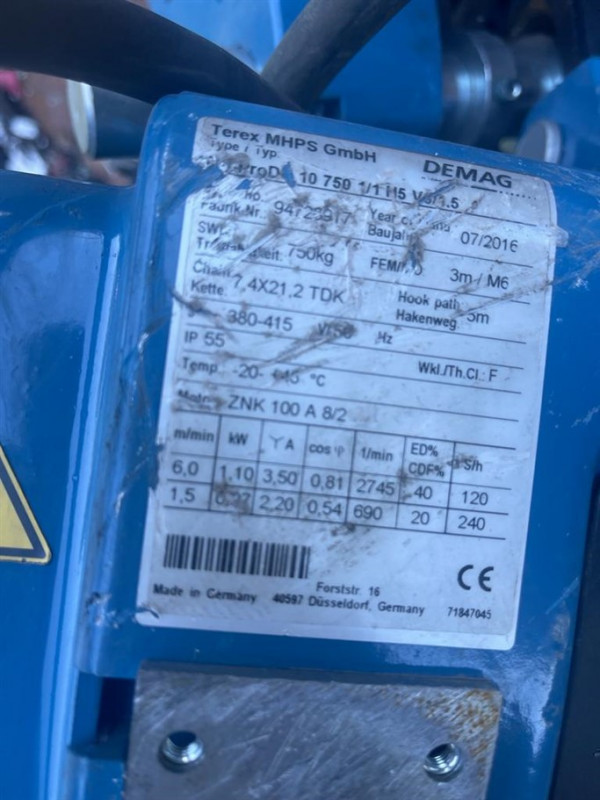 Terex MHPS GmbH DEMAG
Type / Typ
10 750 1/1 H5
Fabrik.Nr. Year Baujahr 07/2016
750kg FEM/ 3m / M6
Chain Kette: 7,4X21,2 TDK Hook path Hakenweg: 5m
380-415 V/ 50 Hz
IP 55 Wkl./Th.Cl.: F
Temp. -20- °C
ZNK 100 A 8/2
m/min kW Y A cos φ 1/min ED% CDF% S/h
6,0 1,10 3,50 0,81 2745 40 120
1,5 2,20 0,54 690 20 240
CE
Made in Germany Forststr. 16 40597 Düsseldorf, Germany 71847045